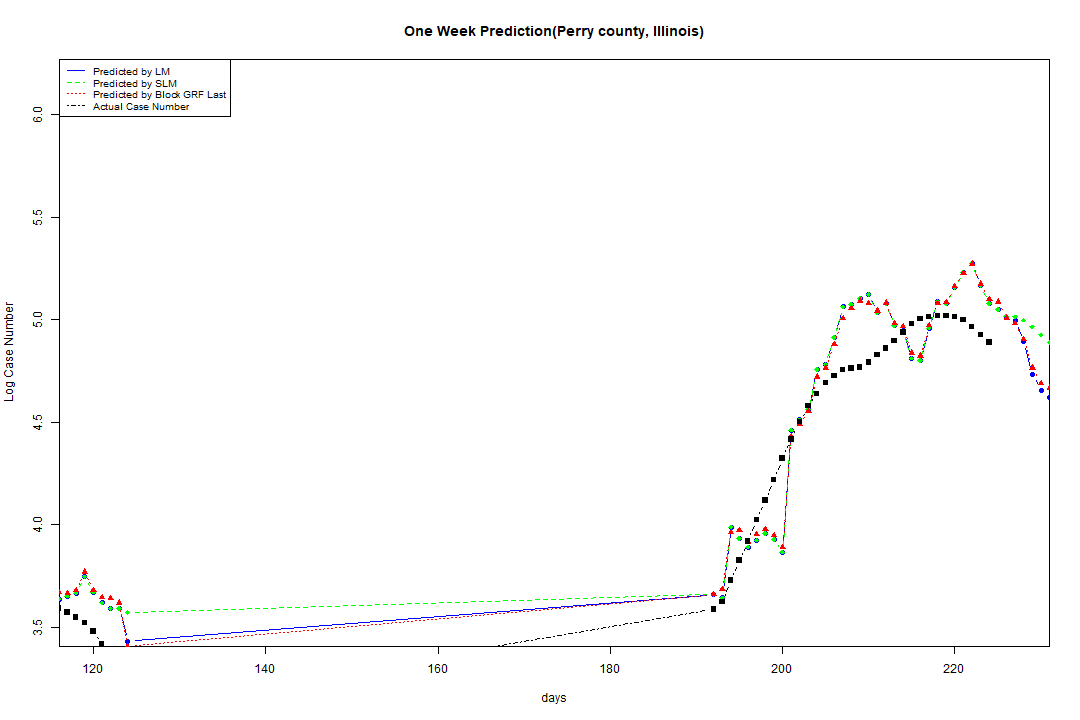 One Week Prediction(Perry county, Illinois)
Predicted by LM
Predicted by SLM
Predicted by Block GRF Last
Actual Case Number
Log Case Number
6.0
5.5
5.0
4.5
4.0
3.5
120 140 160 180 200 220
days